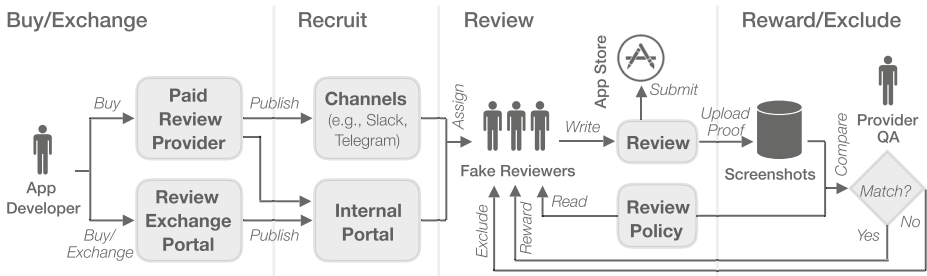 Buy/Exchange
Recruit
Review
Reward/Exclude
Buy
Paid
Review
Provider
Publish
Channels
(e.g., Slack,
Telegram)
Assign
App Store
Submit
Write
Review
Upload
Proof
Screenshots
Compare
Provider
QA
App
Developer
Fake Reviewers
Match?
Review
Exchange
Portal
Buy/
Exchange
Publish
Internal
Portal
Exclude
Reward
Read
Review
Policy
Yes
No